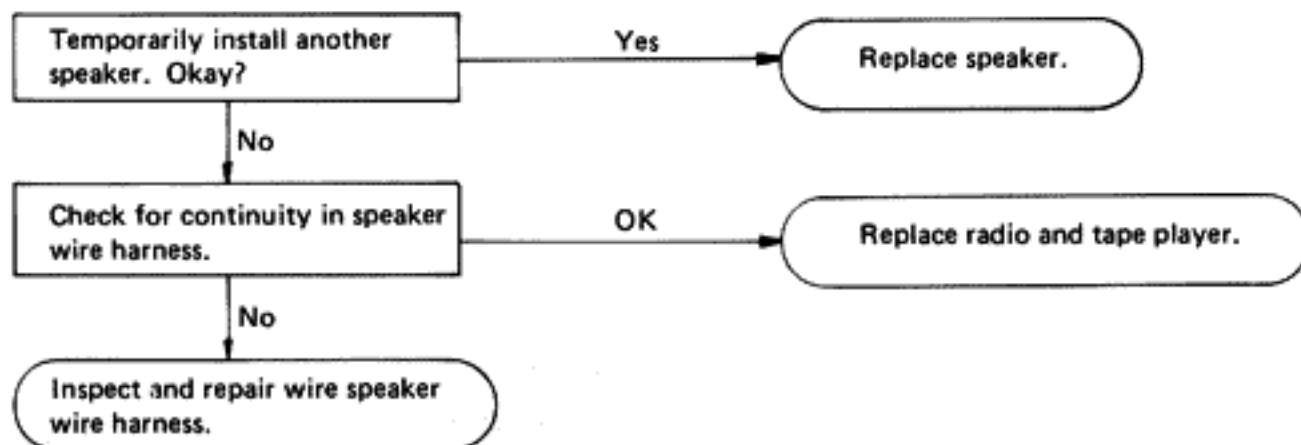 Temporarily install another
speaker. Okay?
Yes
Replace speaker.
No
Check for continuity in speaker
wire harness.
OK
Replace radio and tape player.
No
Inspect and repair wire speaker
wire harness.